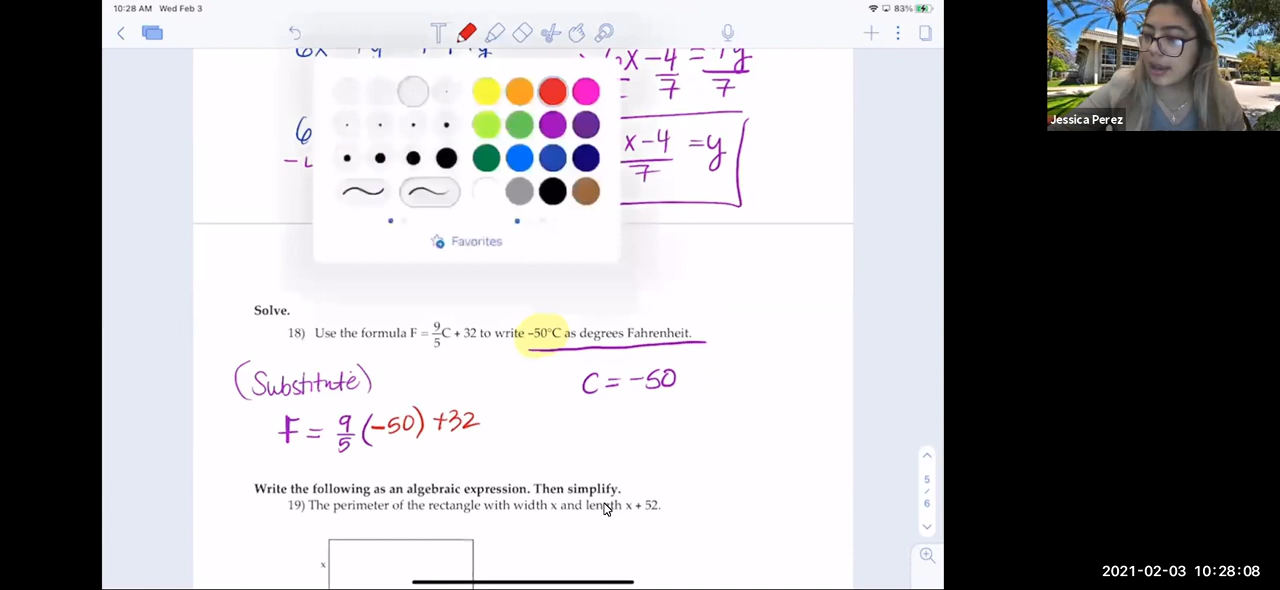 10:28 AM Wed Feb 3
83%
x-4 = 7y
7 7
6
x-4 = y
7
Favorites
Solve.
18) Use the formula F = 9/5 C + 32 to write -50°C as degrees Fahrenheit.
(Substitute)
C = -50
F = 9/5 (-50) +32
Write the following as an algebraic expression. Then simplify.
19) The perimeter of the rectangle with width x and length x + 52.
x
5
/
6
Jessica Perez
2021-02-03 10:28:08